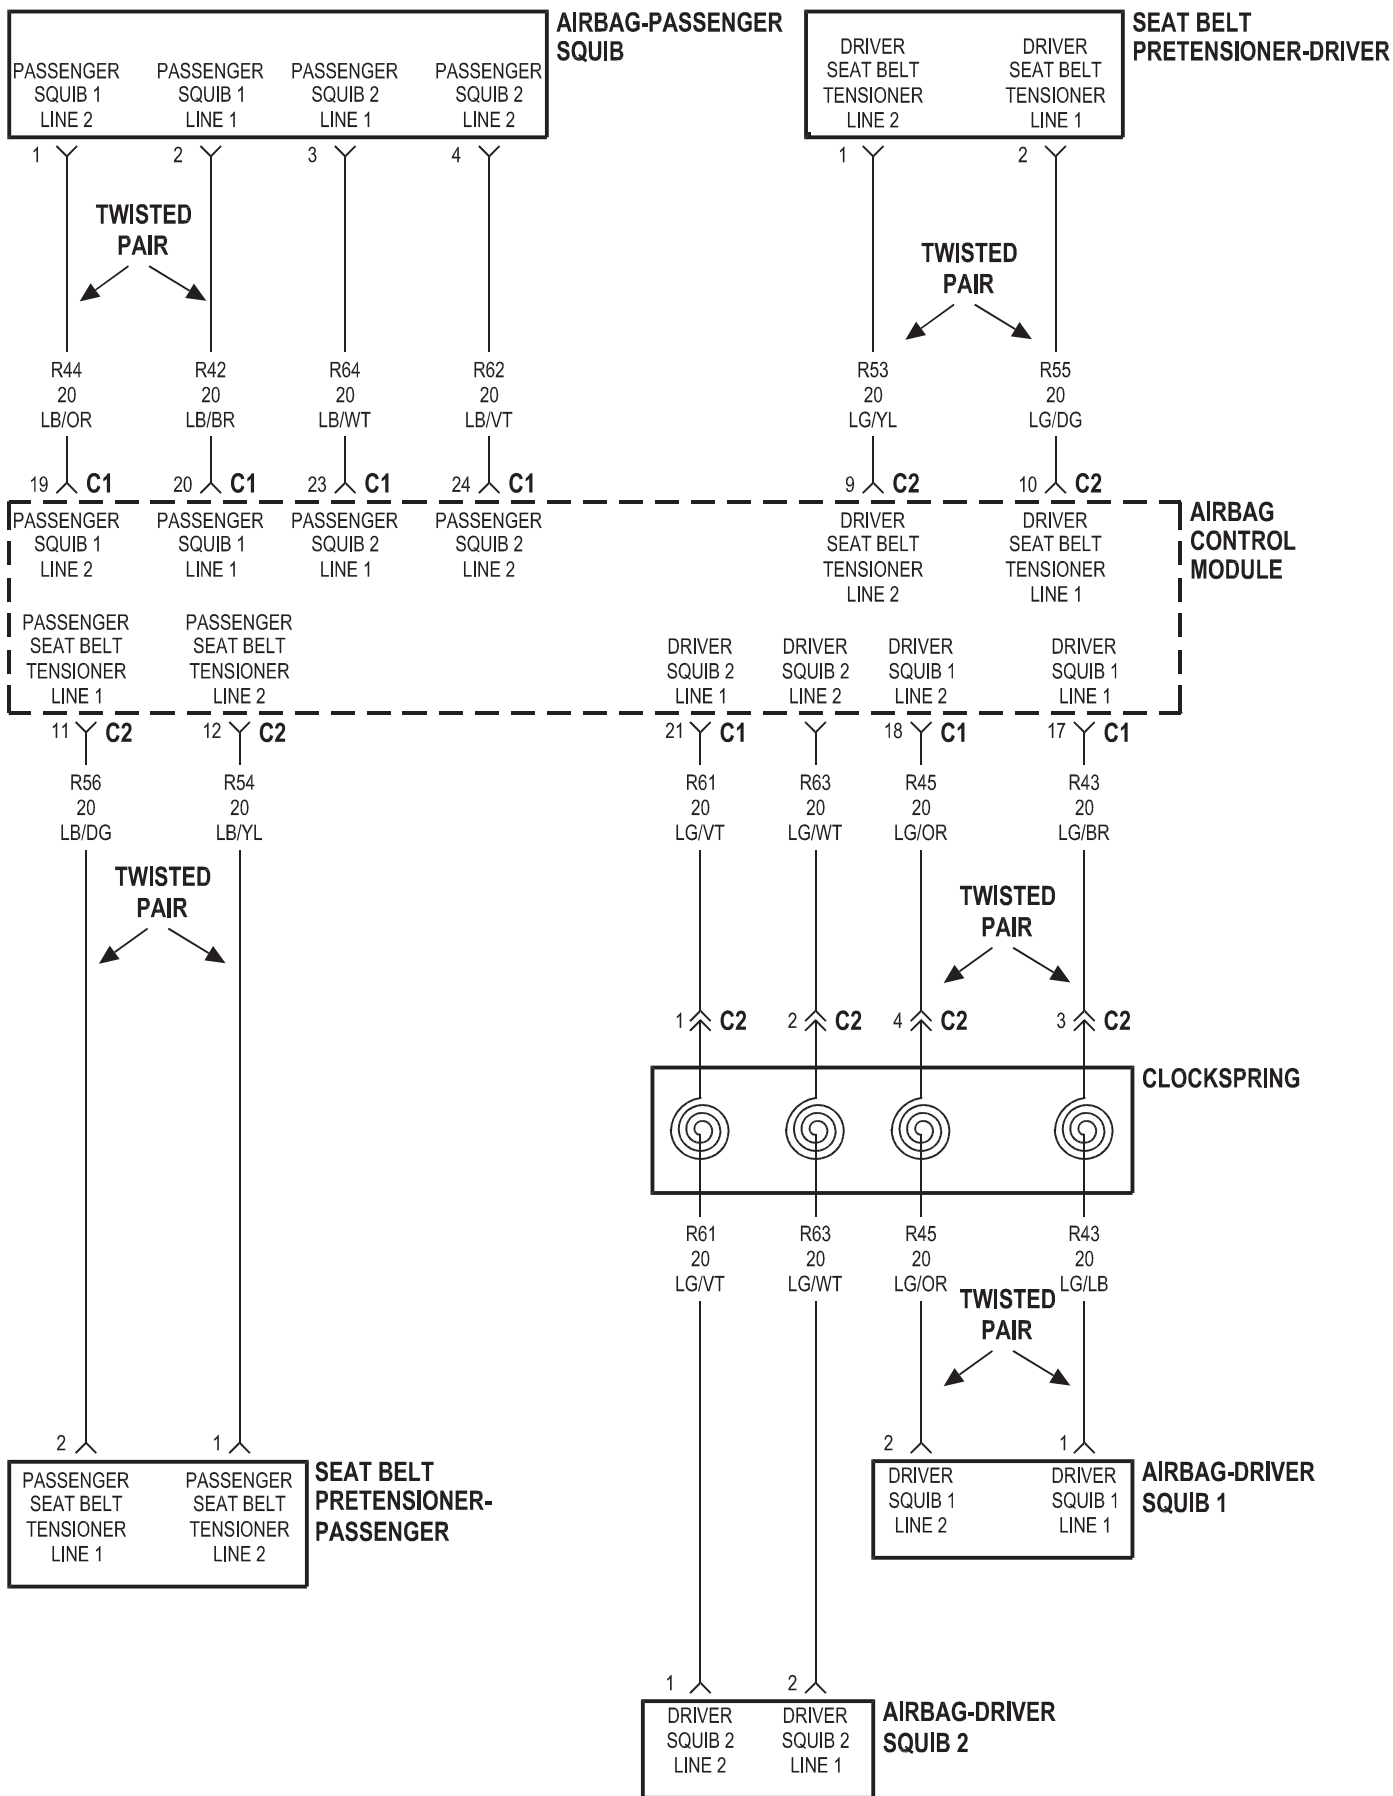 AIRBAG-PASSENGER
SQUIB
PASSENGER
SQUIB 1
LINE 2
PASSENGER
SQUIB 1
LINE 1
PASSENGER
SQUIB 2
LINE 1
PASSENGER
SQUIB 2
LINE 2
SEAT BELT
PRETENSIONER-DRIVER
DRIVER
SEAT BELT
TENSIONER
LINE 2
DRIVER
SEAT BELT
TENSIONER
LINE 1
1
2
3
4
1
2
TWISTED
PAIR
TWISTED
PAIR
R44
20
LB/OR
R42
20
LB/BR
R64
20
LB/WT
R62
20
LB/VT
R53
20
LG/YL
R55
20
LG/DG
19 C1
20 C1
23 C1
24 C1
9 C2
10 C2
AIRBAG
CONTROL
MODULE
PASSENGER
SQUIB 1
LINE 2
PASSENGER
SQUIB 1
LINE 1
PASSENGER
SQUIB 2
LINE 1
PASSENGER
SQUIB 2
LINE 2
DRIVER
SEAT BELT
TENSIONER
LINE 2
DRIVER
SEAT BELT
TENSIONER
LINE 1
PASSENGER
SEAT BELT
TENSIONER
LINE 1
PASSENGER
SEAT BELT
TENSIONER
LINE 2
DRIVER
SQUIB 2
LINE 1
DRIVER
SQUIB 2
LINE 2
DRIVER
SQUIB 1
LINE 2
DRIVER
SQUIB 1
LINE 1
11 C2
12 C2
21 C1
18 C1
17 C1
R56
20
LB/DG
R54
20
LB/YL
R61
20
LG/VT
R63
20
LG/WT
R45
20
LG/OR
R43
20
LG/BR
TWISTED
PAIR
TWISTED
PAIR
1 C2
2 C2
4 C2
3 C2
CLOCKSPRING
R61
20
LG/VT
R63
20
LG/WT
R45
20
LG/OR
R43
20
LG/LB
TWISTED
PAIR
2
1
2
1
SEAT BELT
PRETENSIONER-
PASSENGER
PASSENGER
SEAT BELT
TENSIONER
LINE 1
PASSENGER
SEAT BELT
TENSIONER
LINE 2
DRIVER
SQUIB 1
LINE 2
DRIVER
SQUIB 1
LINE 1
AIRBAG-DRIVER
SQUIB 1
1
2
DRIVER
SQUIB 2
LINE 2
DRIVER
SQUIB 2
LINE 1
AIRBAG-DRIVER
SQUIB 2